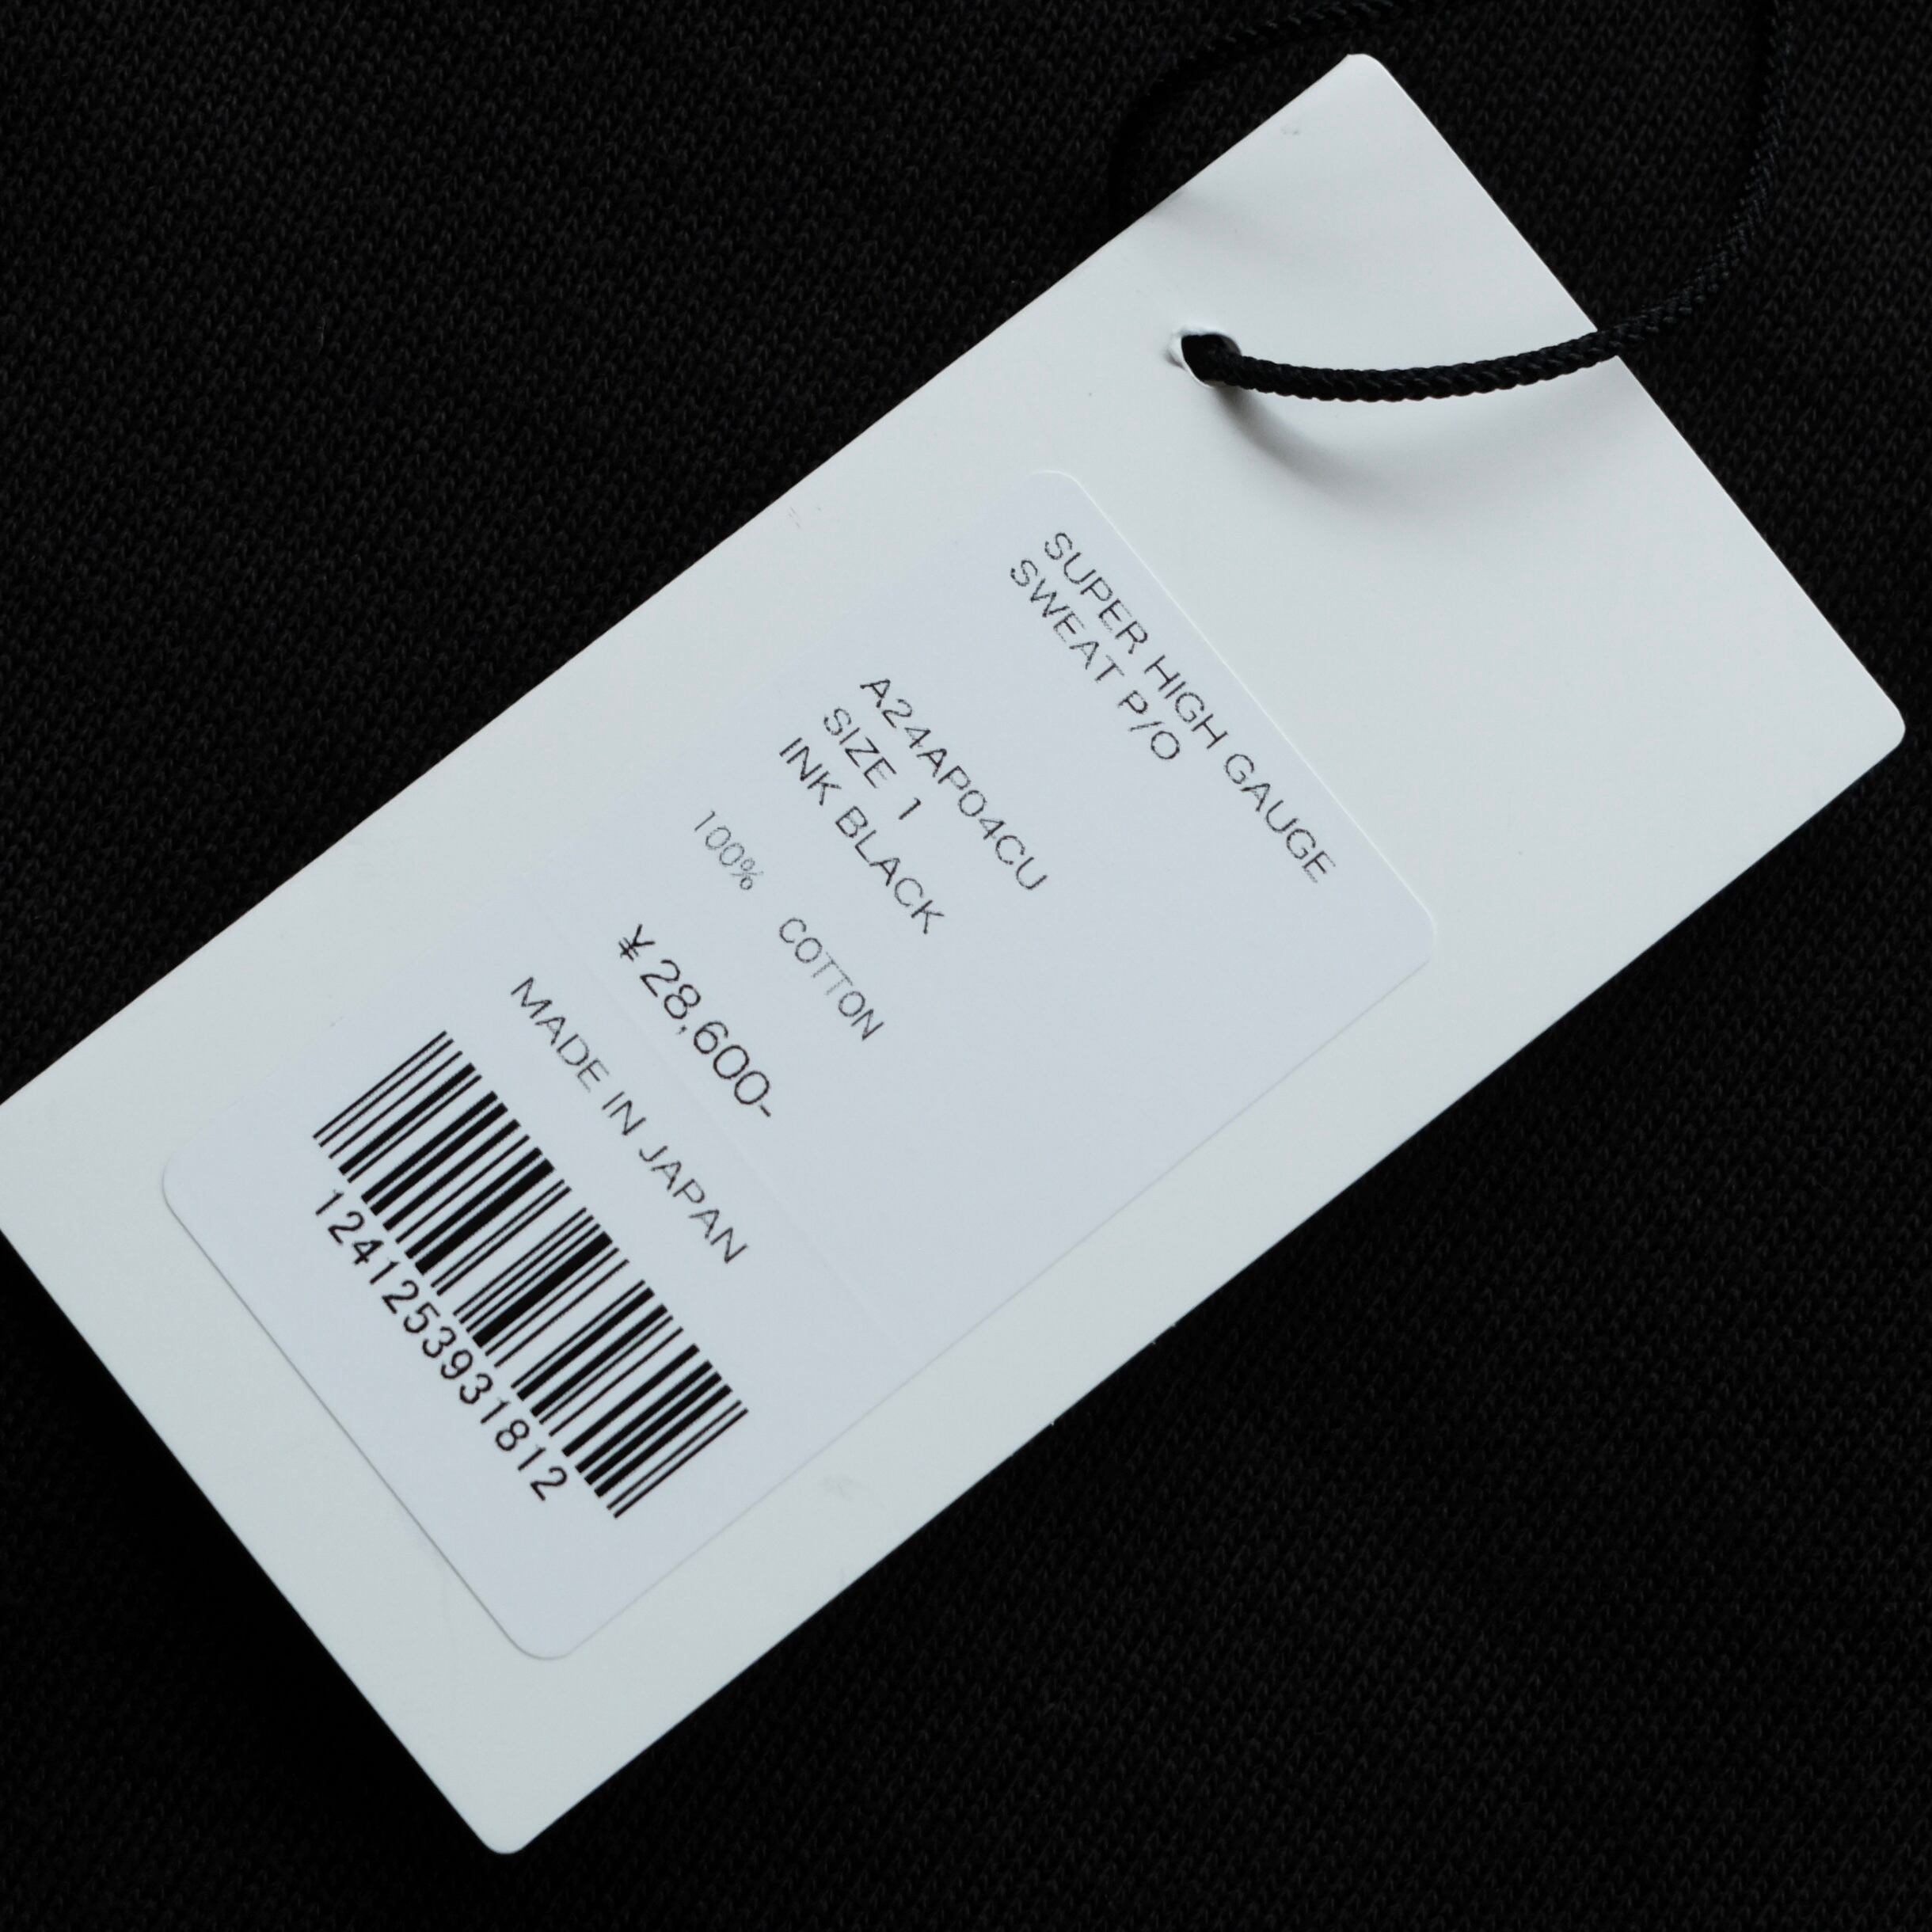 SUPER HIGH GAUGE
SWEAT P/O
A24AP04CU
SIZE 1
INK BLACK
100% COTTON
¥28,600-
MADE IN JAPAN
1241253931812